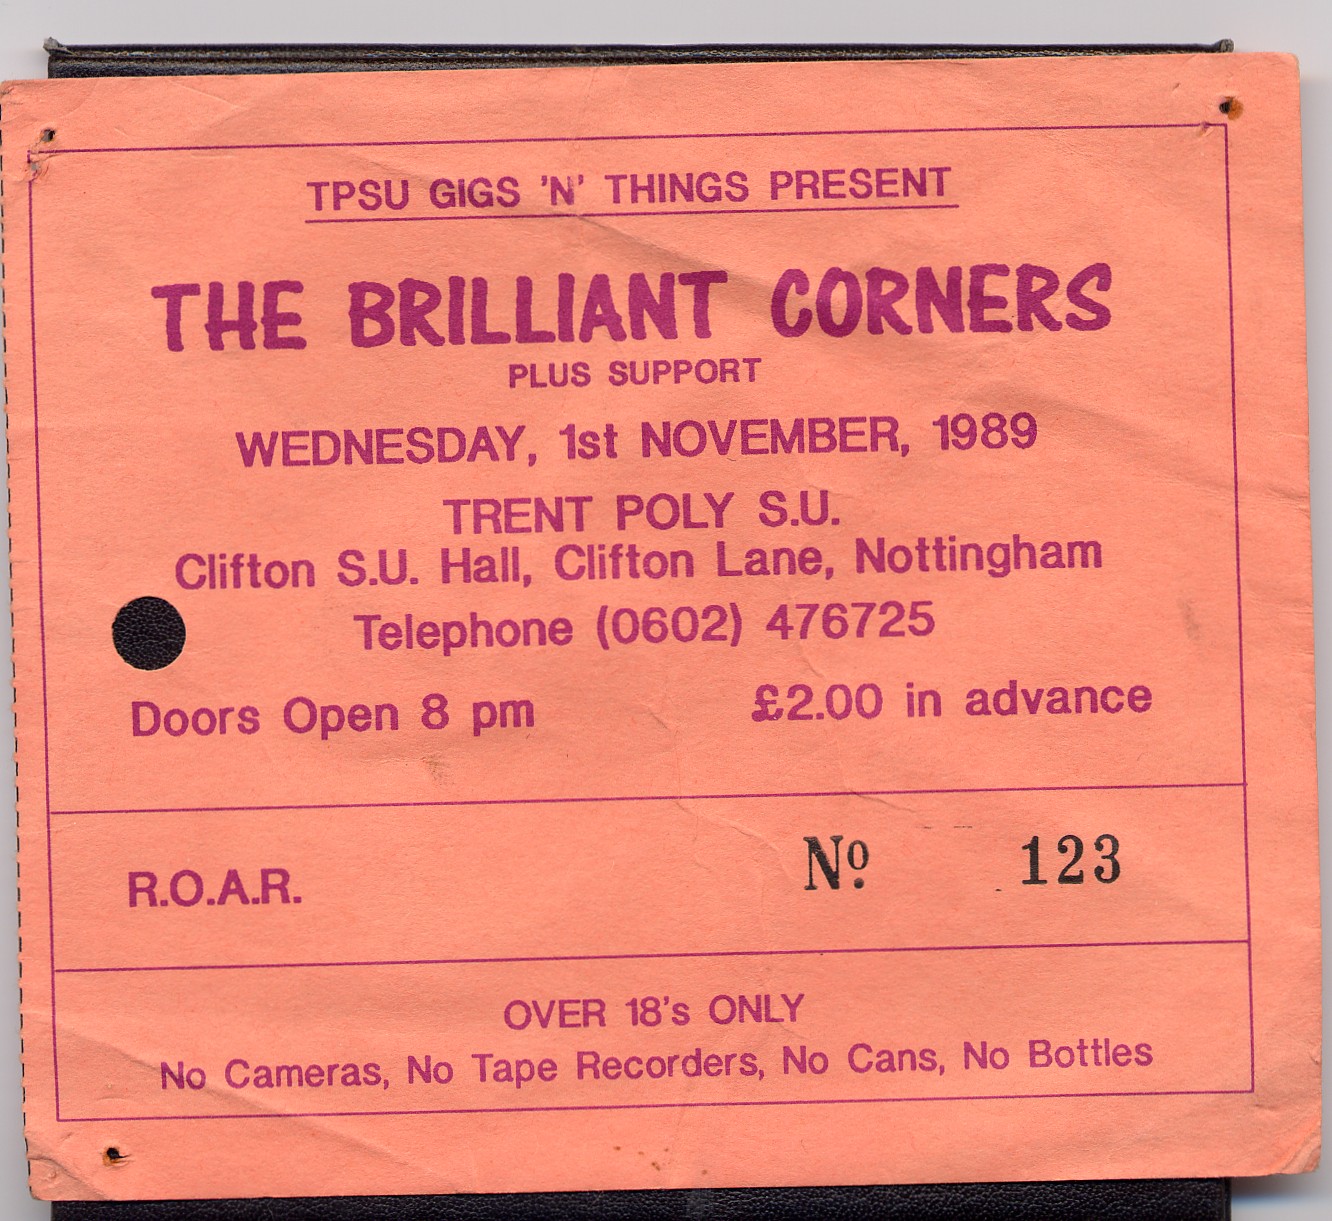 TPSU GIGS 'N' THINGS PRESENT
THE BRILLIANT CORNERS
PLUS SUPPORT
WEDNESDAY, 1st NOVEMBER, 1989
TRENT POLY S.U.
Clifton S.U. Hall, Clifton Lane, Nottingham
Telephone (0602) 476725
Doors Open 8 pm £2.00 in advance
R.O.A.R. Nº. 123
OVER 18's ONLY
No Cameras, No Tape Recorders, No Cans, No Bottles